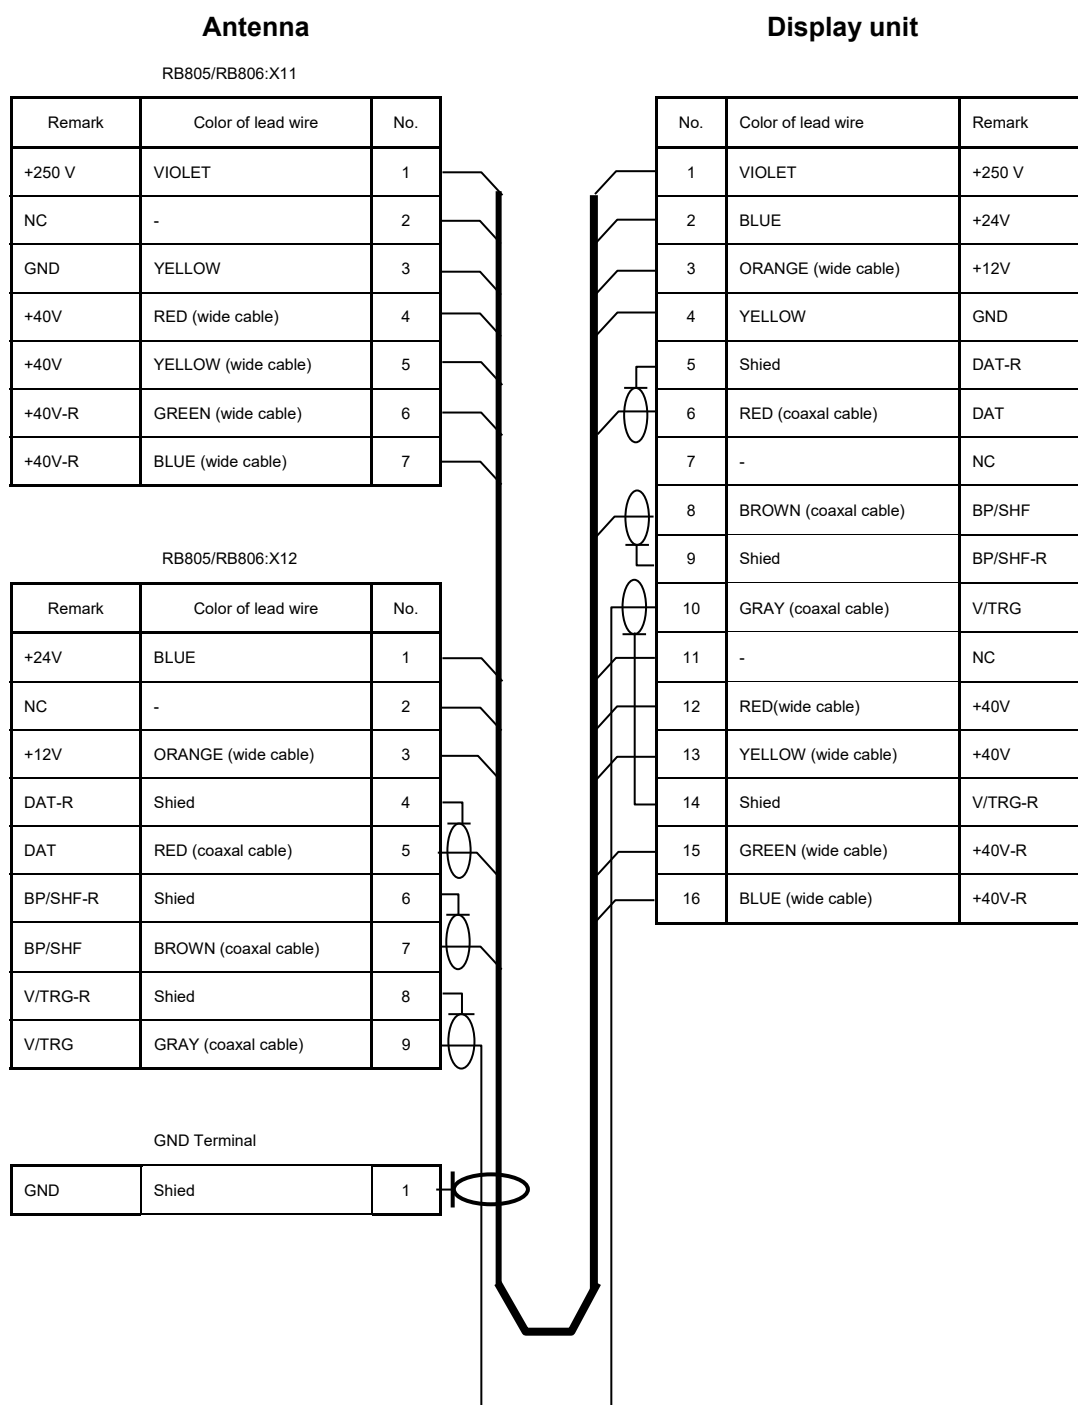 Antenna
RB805/RB806:X11
Remark Color of lead wire No.
+250 V VIOLET 1
NC - 2
GND YELLOW 3
+40V RED (wide cable) 4
+40V YELLOW (wide cable) 5
+40V-R GREEN (wide cable) 6
+40V-R BLUE (wide cable) 7
RB805/RB806:X12
Remark Color of lead wire No.
+24V BLUE 1
NC - 2
+12V ORANGE (wide cable) 3
DAT-R Shied 4
DAT RED (coaxal cable) 5
BP/SHF-R Shied 6
BP/SHF BROWN (coaxal cable) 7
V/TRG-R Shied 8
V/TRG GRAY (coaxal cable) 9
GND Terminal
GND Shied 1
Display unit
No. Color of lead wire Remark
1 VIOLET +250 V
2 BLUE +24V
3 ORANGE (wide cable) +12V
4 YELLOW GND
5 Shied DAT-R
6 RED (coaxal cable) DAT
7 - NC
8 BROWN (coaxal cable) BP/SHF
9 Shied BP/SHF-R
10 GRAY (coaxal cable) V/TRG
11 - NC
12 RED(wide cable) +40V
13 YELLOW (wide cable) +40V
14 Shied V/TRG-R
15 GREEN (wide cable) +40V-R
16 BLUE (wide cable) +40V-R